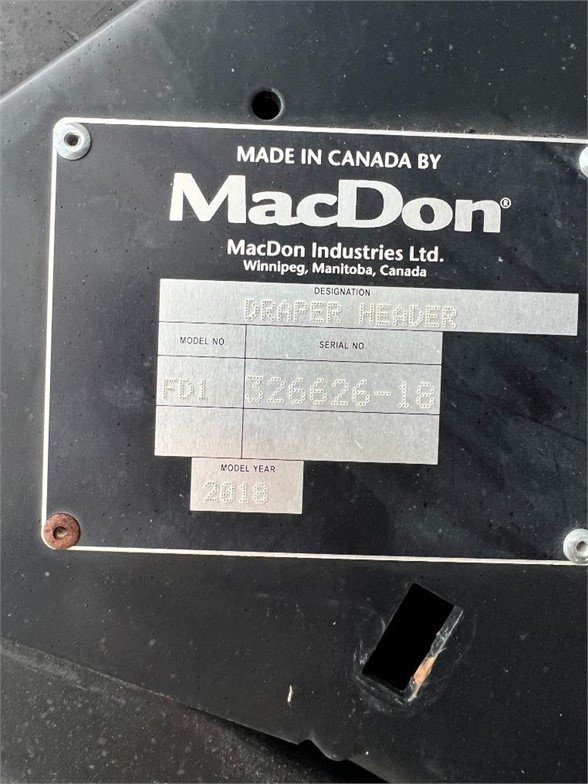 MADE IN CANADA BY
MacDon®
MacDon Industries Ltd.
Winnipeg, Manitoba, Canada
DESIGNATION
DRAPER HEADER
MODEL NO
SERIAL NO.
FD1
326626-18
MODEL YEAR
2018